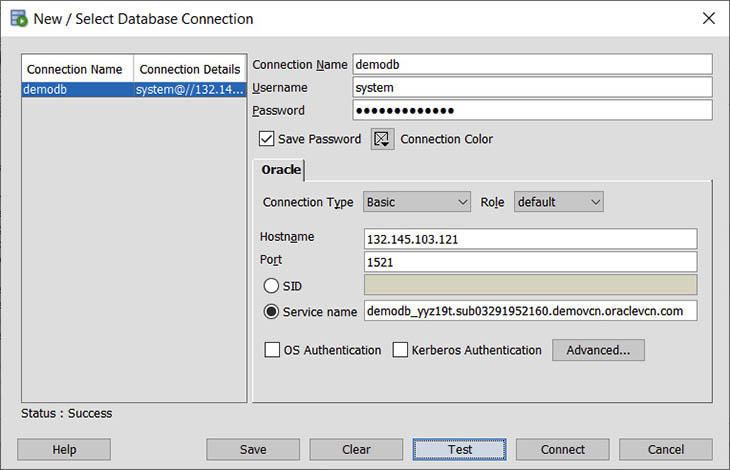 New / Select Database Connection
Connection Name Connection Details
demodb system@//132.14...
Connection Name demodb
Username system
Password •••••••••••••
Save Password Connection Color
Oracle
Connection Type Basic Role default
Hostname 132.145.103.121
Port 1521
SID
Service name demodb_yyz19t.sub03291952160.demovcn.oraclevcn.com
OS Authentication Kerberos Authentication Advanced...
Status : Success
Help Save Clear Test Connect Cancel